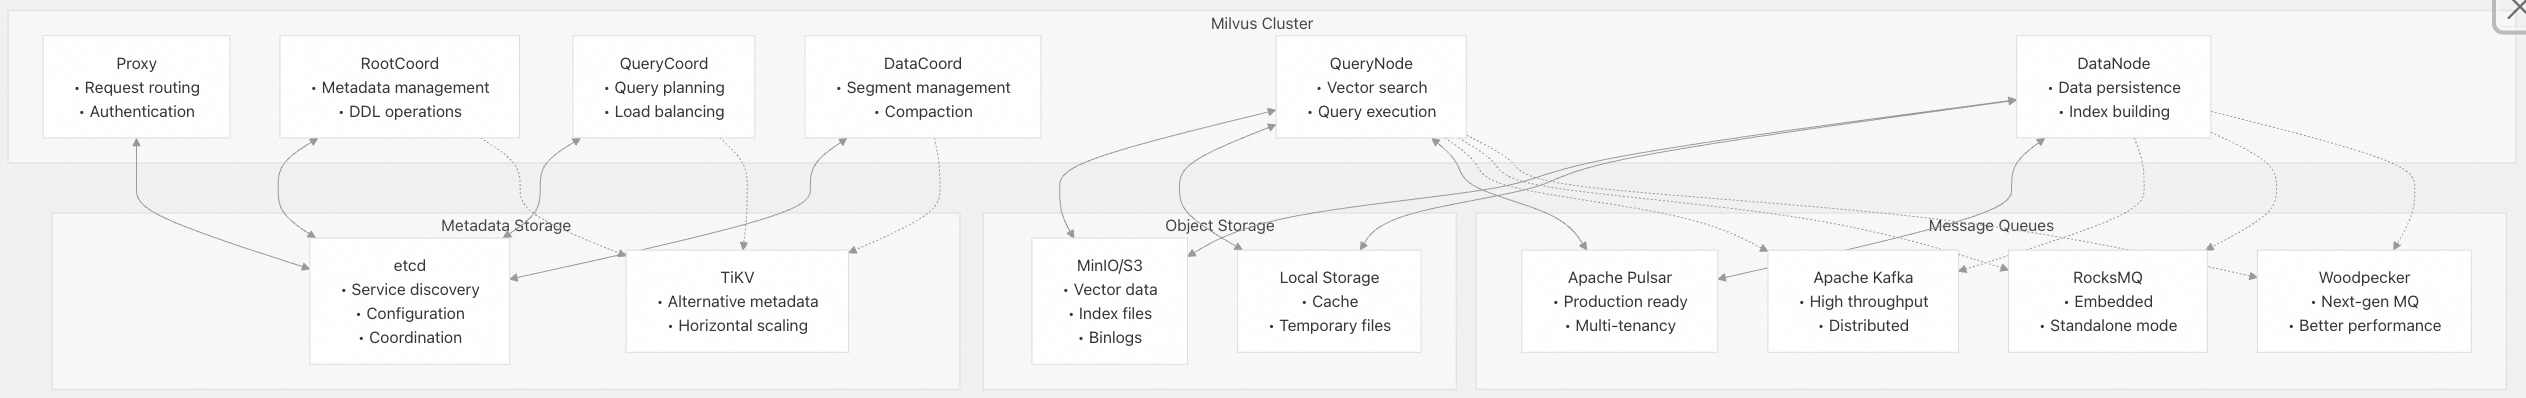 Milvus Cluster
Proxy
• Request routing
• Authentication
RootCoord
• Metadata management
• DDL operations
QueryCoord
• Query planning
• Load balancing
DataCoord
• Segment management
• Compaction
QueryNode
• Vector search
• Query execution
DataNode
• Data persistence
• Index building
Metadata Storage
etcd
• Service discovery
• Configuration
• Coordination
TiKV
• Alternative metadata
• Horizontal scaling
Object Storage
MinIO/S3
• Vector data
• Index files
• Binlogs
Local Storage
• Cache
• Temporary files
Message Queues
Apache Pulsar
• Production ready
• Multi-tenancy
Apache Kafka
• High throughput
• Distributed
RocksMQ
• Embedded
• Standalone mode
Woodpecker
• Next-gen MQ
• Better performance